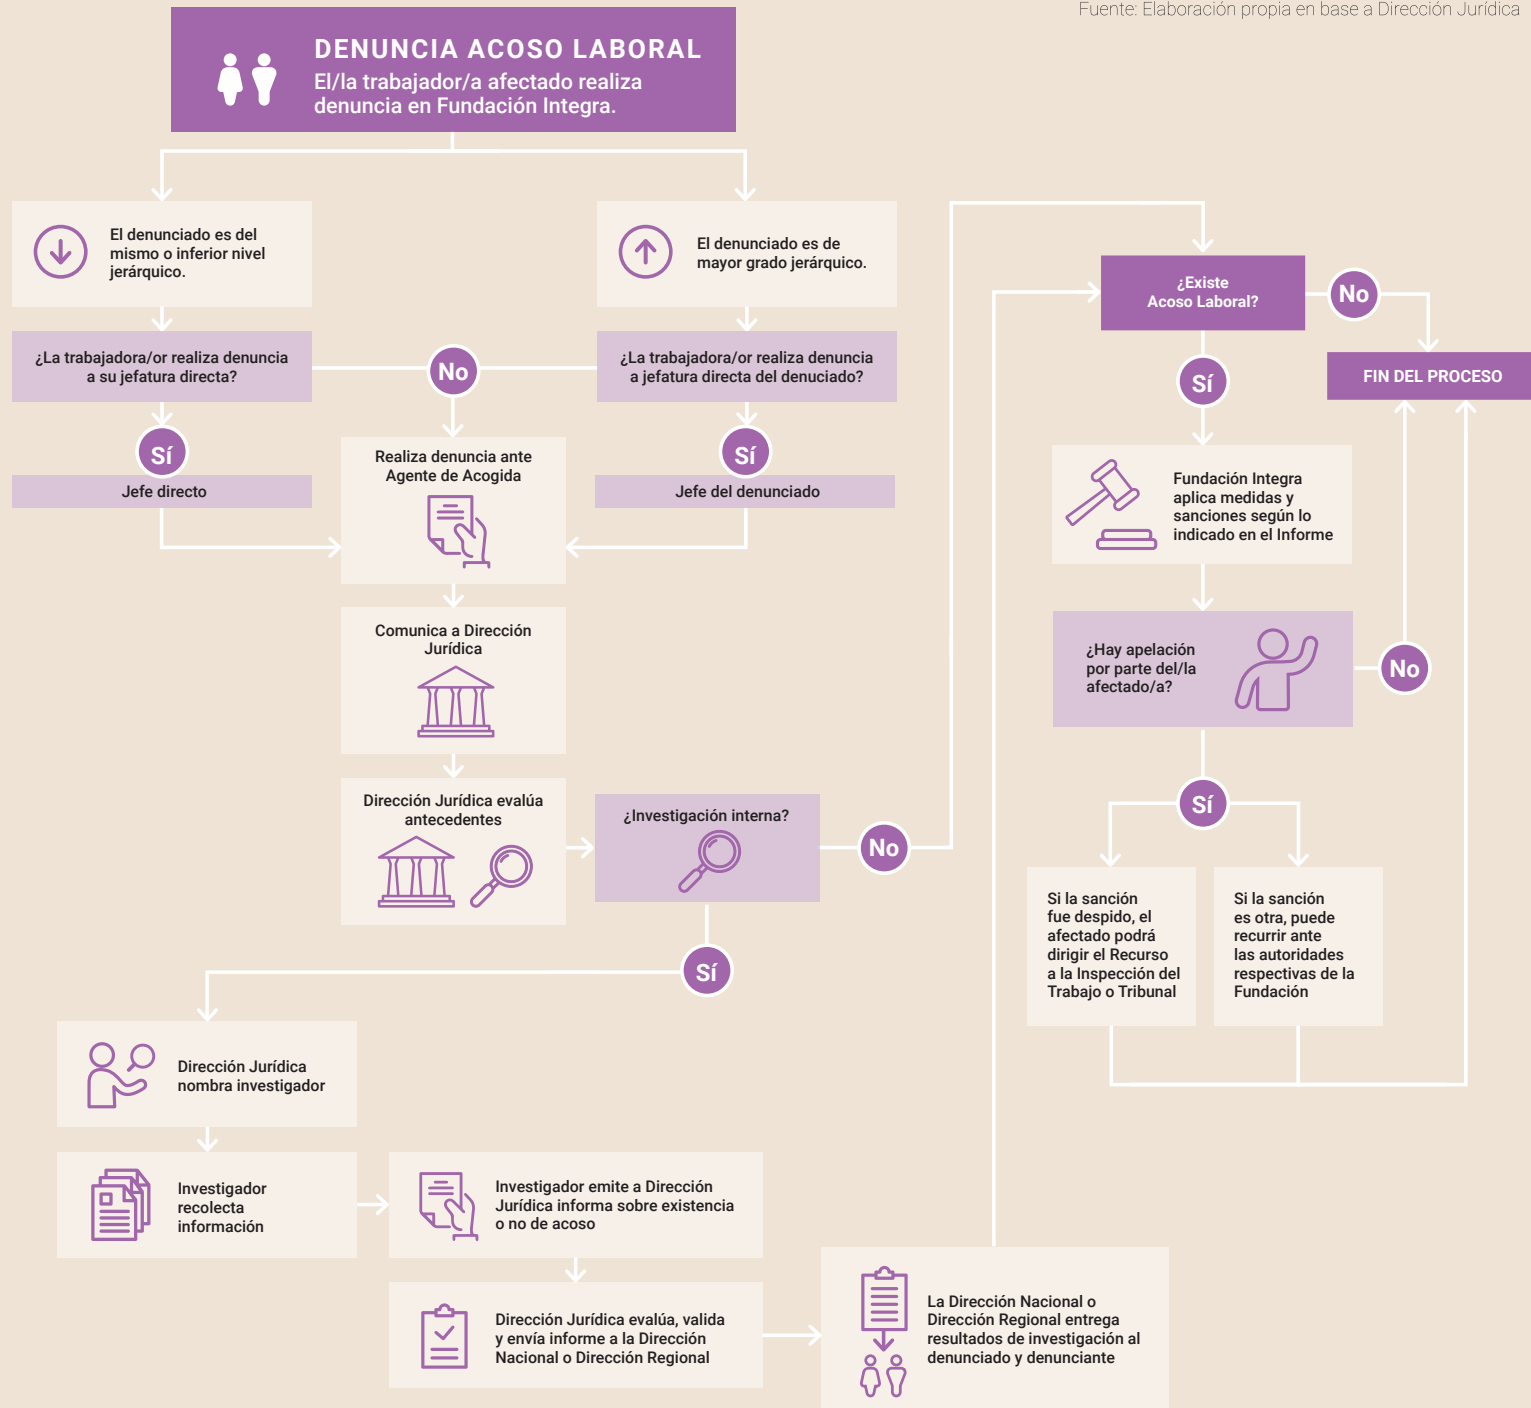 Fuente: Elaboración propia en base a Dirección Jurídica
DENUNCIA ACOSO LABORAL
El/la trabajador/a afectado realiza
denuncia en Fundación Integra.
El denunciado es del
mismo o inferior nivel
jerárquico.
El denunciado es de
mayor grado jerárquico.
¿La trabajadora/or realiza denuncia
a su jefatura directa?
No
¿La trabajadora/or realiza denuncia
a jefatura directa del denuciado?
Sí
Jefe directo
Realiza denuncia ante
Agente de Acogida
Sí
Jefe del denunciado
Comunica a Dirección
Jurídica
Dirección Jurídica evalúa
antecedentes
¿Investigación interna?
No
Sí
Dirección Jurídica
nombra investigador
Investigador
recolecta
información
Investigador emite a Dirección
Jurídica informa sobre existencia
o no de acoso
Dirección Jurídica evalúa, valida
y envía informe a la Dirección
Nacional o Dirección Regional
La Dirección Nacional o
Dirección Regional entrega
resultados de investigación al
denunciado y denunciante
¿Existe
Acoso Laboral?
No
FIN DEL PROCESO
Sí
Fundación Integra
aplica medidas y
sanciones según lo
indicado en el Informe
¿Hay apelación
por parte del/la
afectado/a?
No
Sí
Si la sanción
fue despido, el
afectado podrá
dirigir el Recurso
a la Inspección del
Trabajo o Tribunal
Si la sanción
es otra, puede
recurrir ante
las autoridades
respectivas de la
Fundación